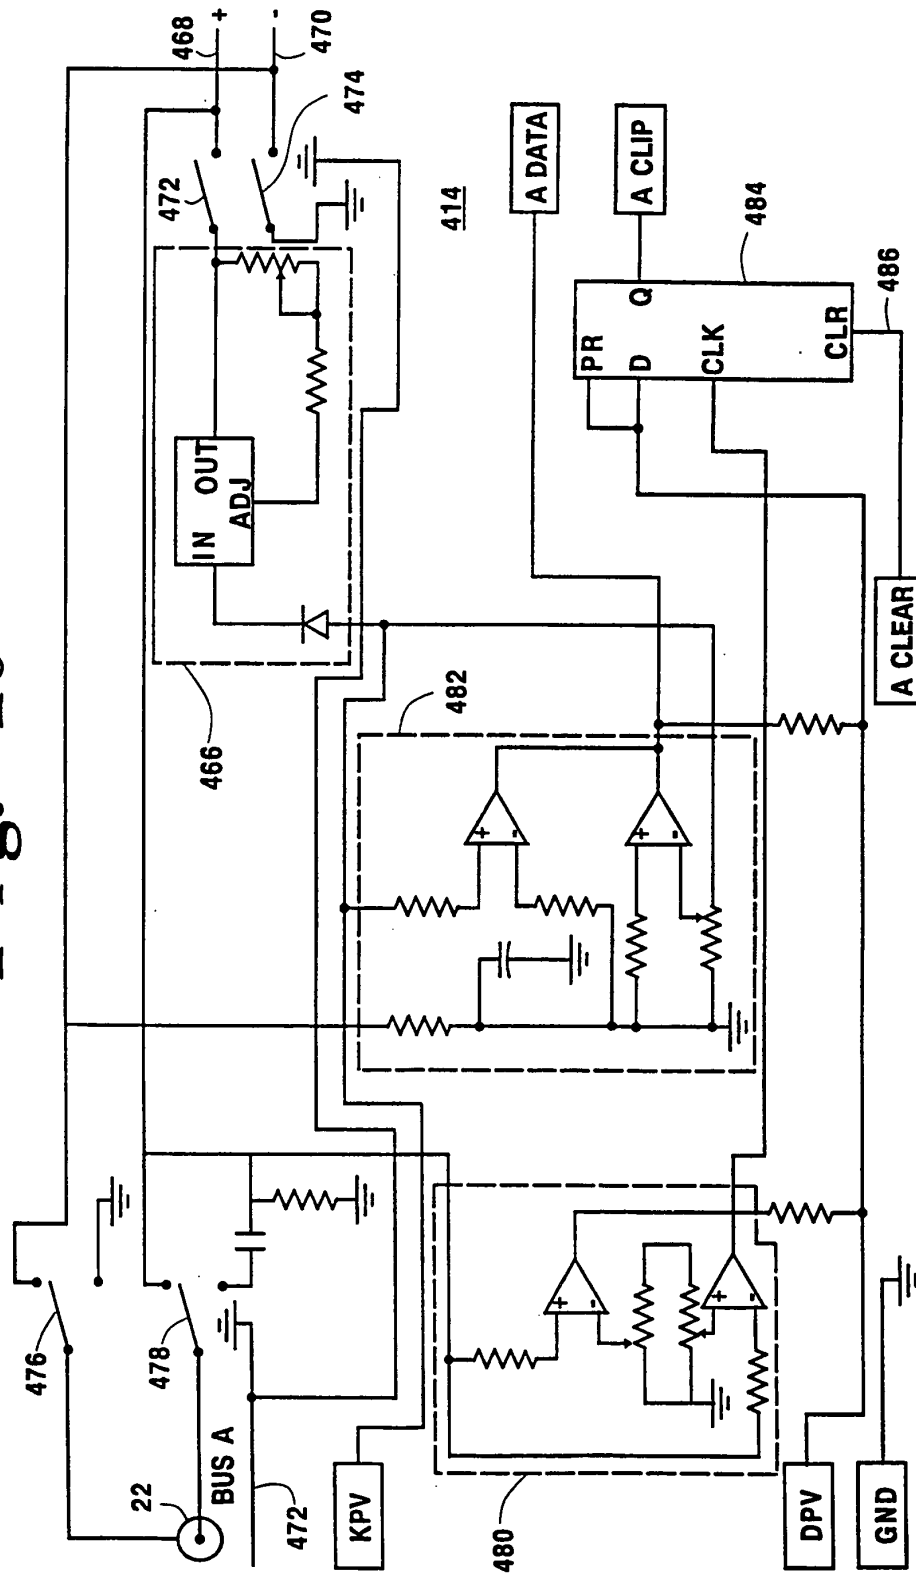 Fig.
476
478
22
BUS A
472
KPV
480
DPV
GND
466
IN OUT
ADJ
482
472
468 +
-
470
474
414
A DATA
A CLIP
PR
D
Q
CLK
CLR
484
486
A CLEAR
+
-
+
-
+
-
+
-